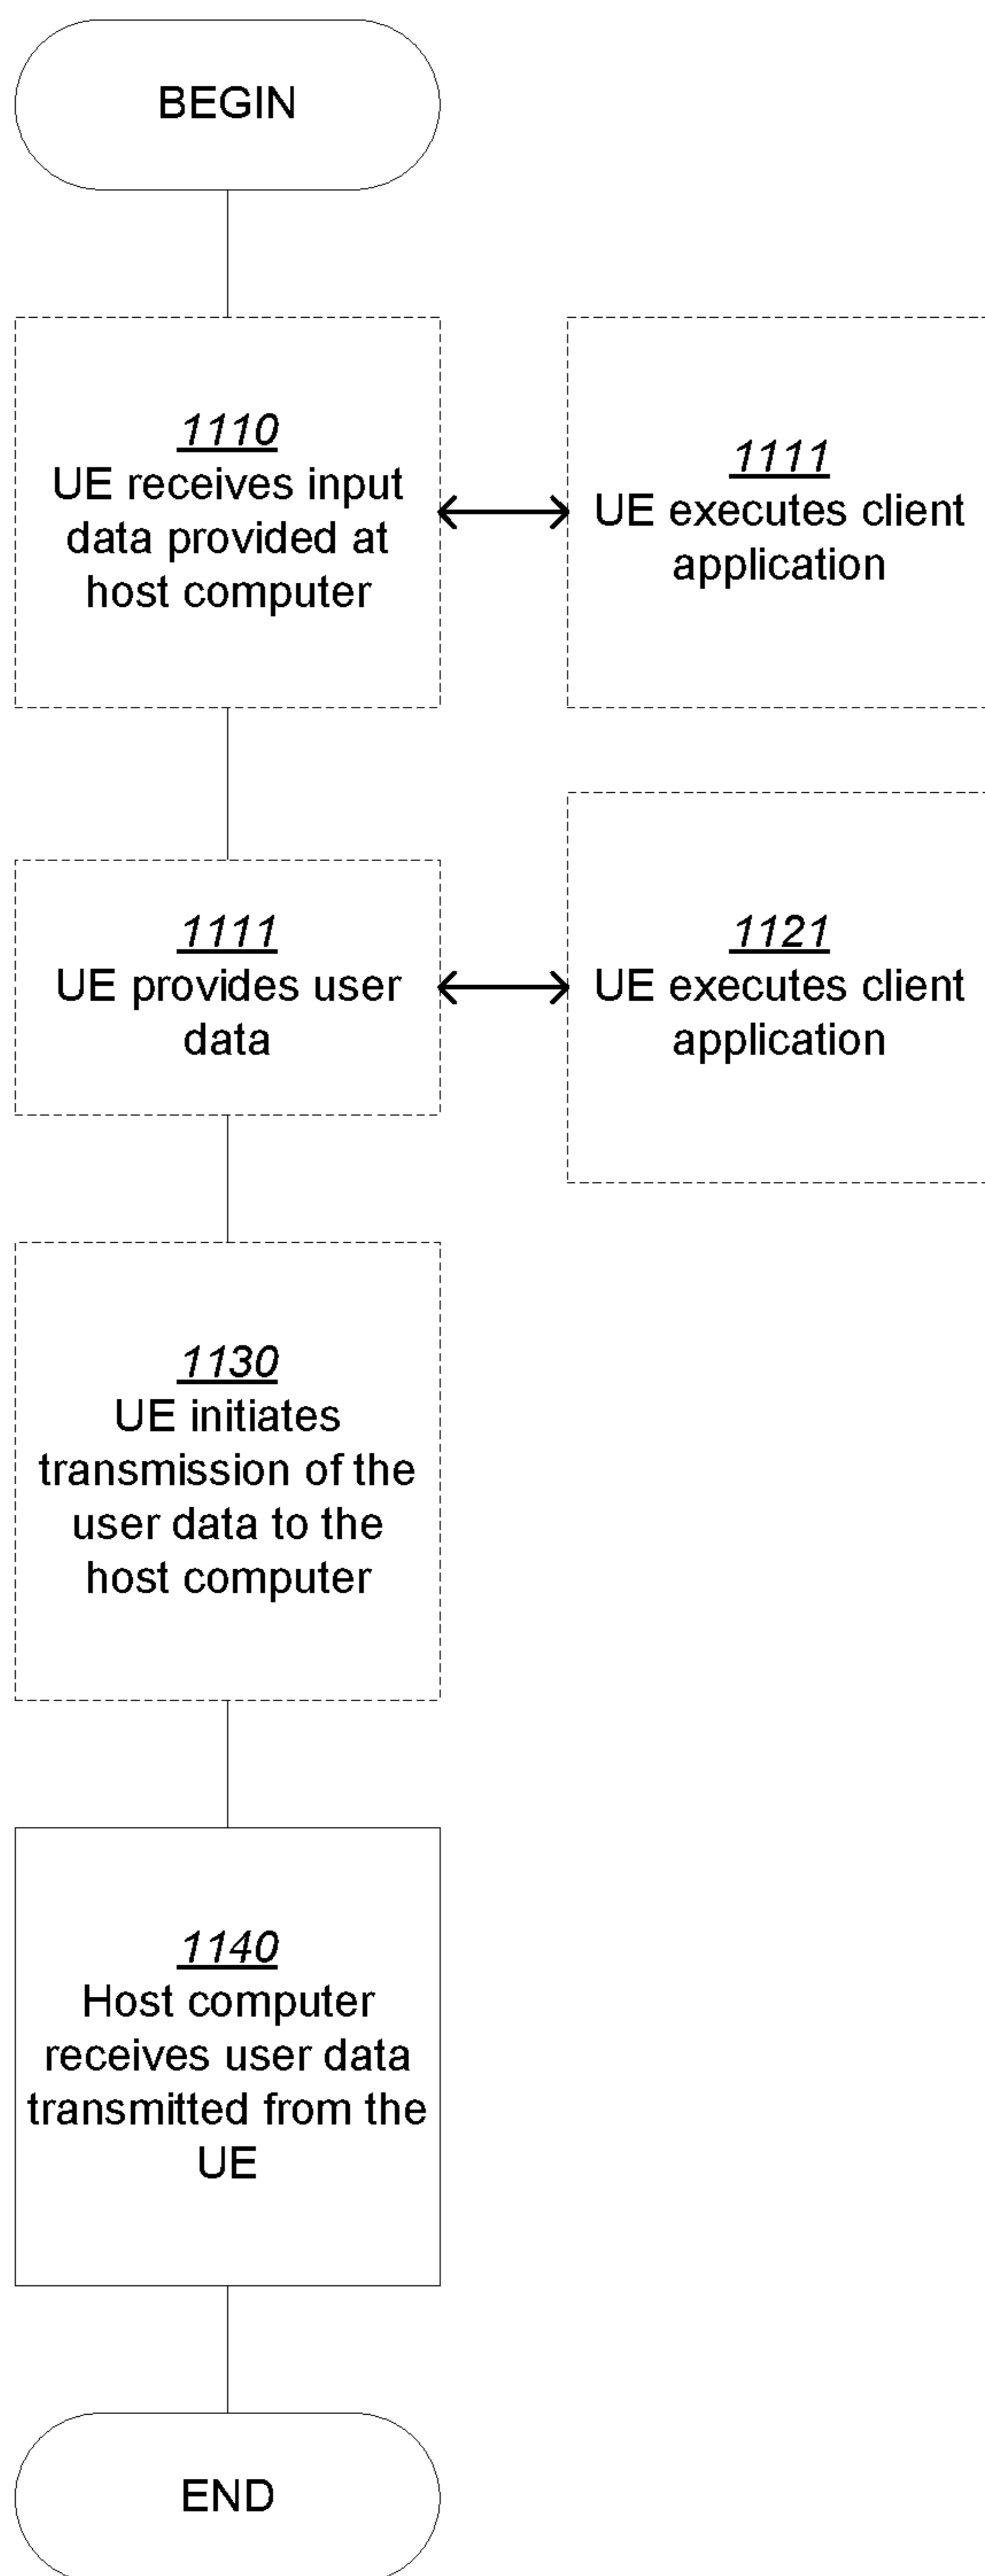 BEGIN
1110
UE receives input
data provided at
host computer
1111
UE executes client
application
1111
UE provides user
data
1121
UE executes client
application
1130
UE initiates
transmission of the
user data to the
host computer
1140
Host computer
receives user data
transmitted from the
UE
END